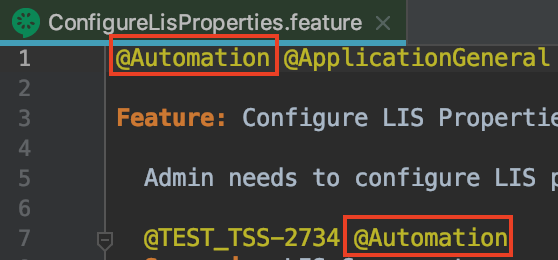 ConfigureLisProperties.feature
1 @Automation @ApplicationGeneral
2
3 Feature: Configure LIS Propertie
4
5 Admin needs to configure LIS p
6
7 @TEST_TSS-2734 @Automation